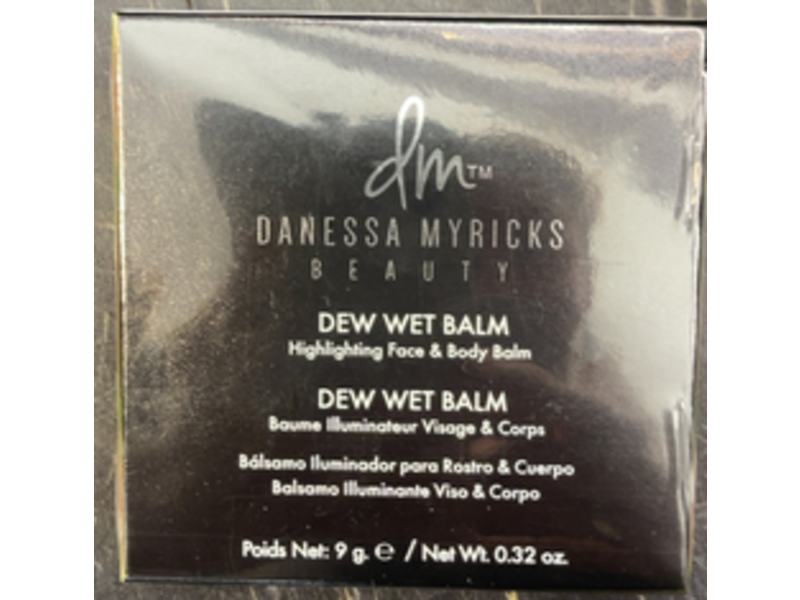 dm™
DANESSA MYRICKS
BEAUTY
DEW WET BALM
Highlighting Face & Body Balm
DEW WET BALM
Baume Illuminateur Visage & Corps
Bálsamo Iluminador para Rostro & Cuerpo
Balsamo Illuminante Viso & Corpo
Poids Net: 9 g. ℮ / Net Wt. 0.32 oz.